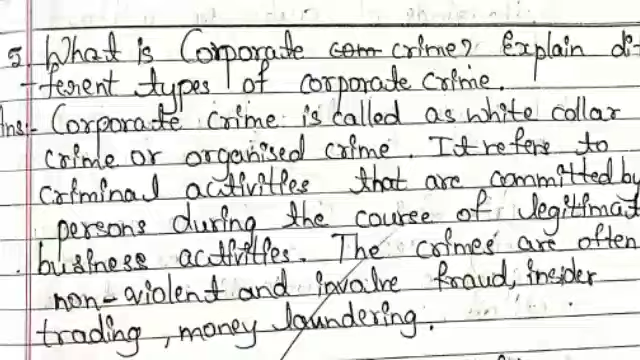 5. What is Corporate com crime? Explain dif-
-ferent types of corporate crime.
Ans:- Corporate crime is called as white collar
crime or organised crime. It refers to
criminal activities that are committed by
persons during the course of legitimat
business activities. The crimes are often
non-violent and involve fraud, insider
trading, money laundering.